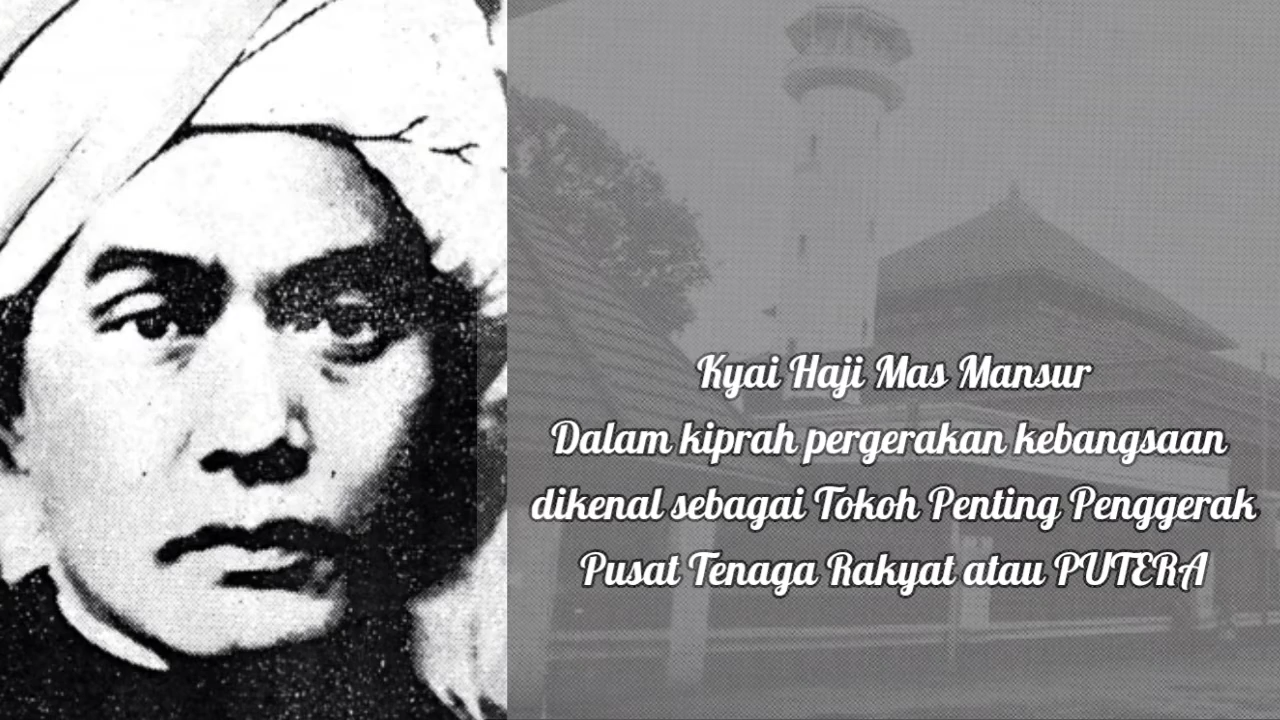 Kyai Haji Mas Mansur
Dalam kiprah pergerakan kebangsaan
dikenal sebagai Tokoh Penting Penggerak
Pusat Tenaga Rakyat atau PUTERA